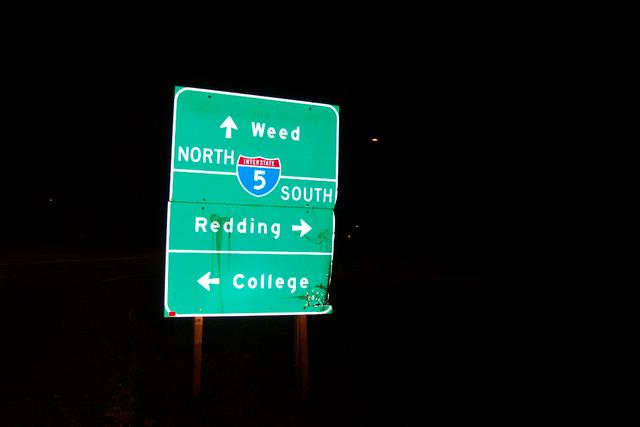 Weed
NORTH
INTERSTATE
5
SOUTH
Redding
College